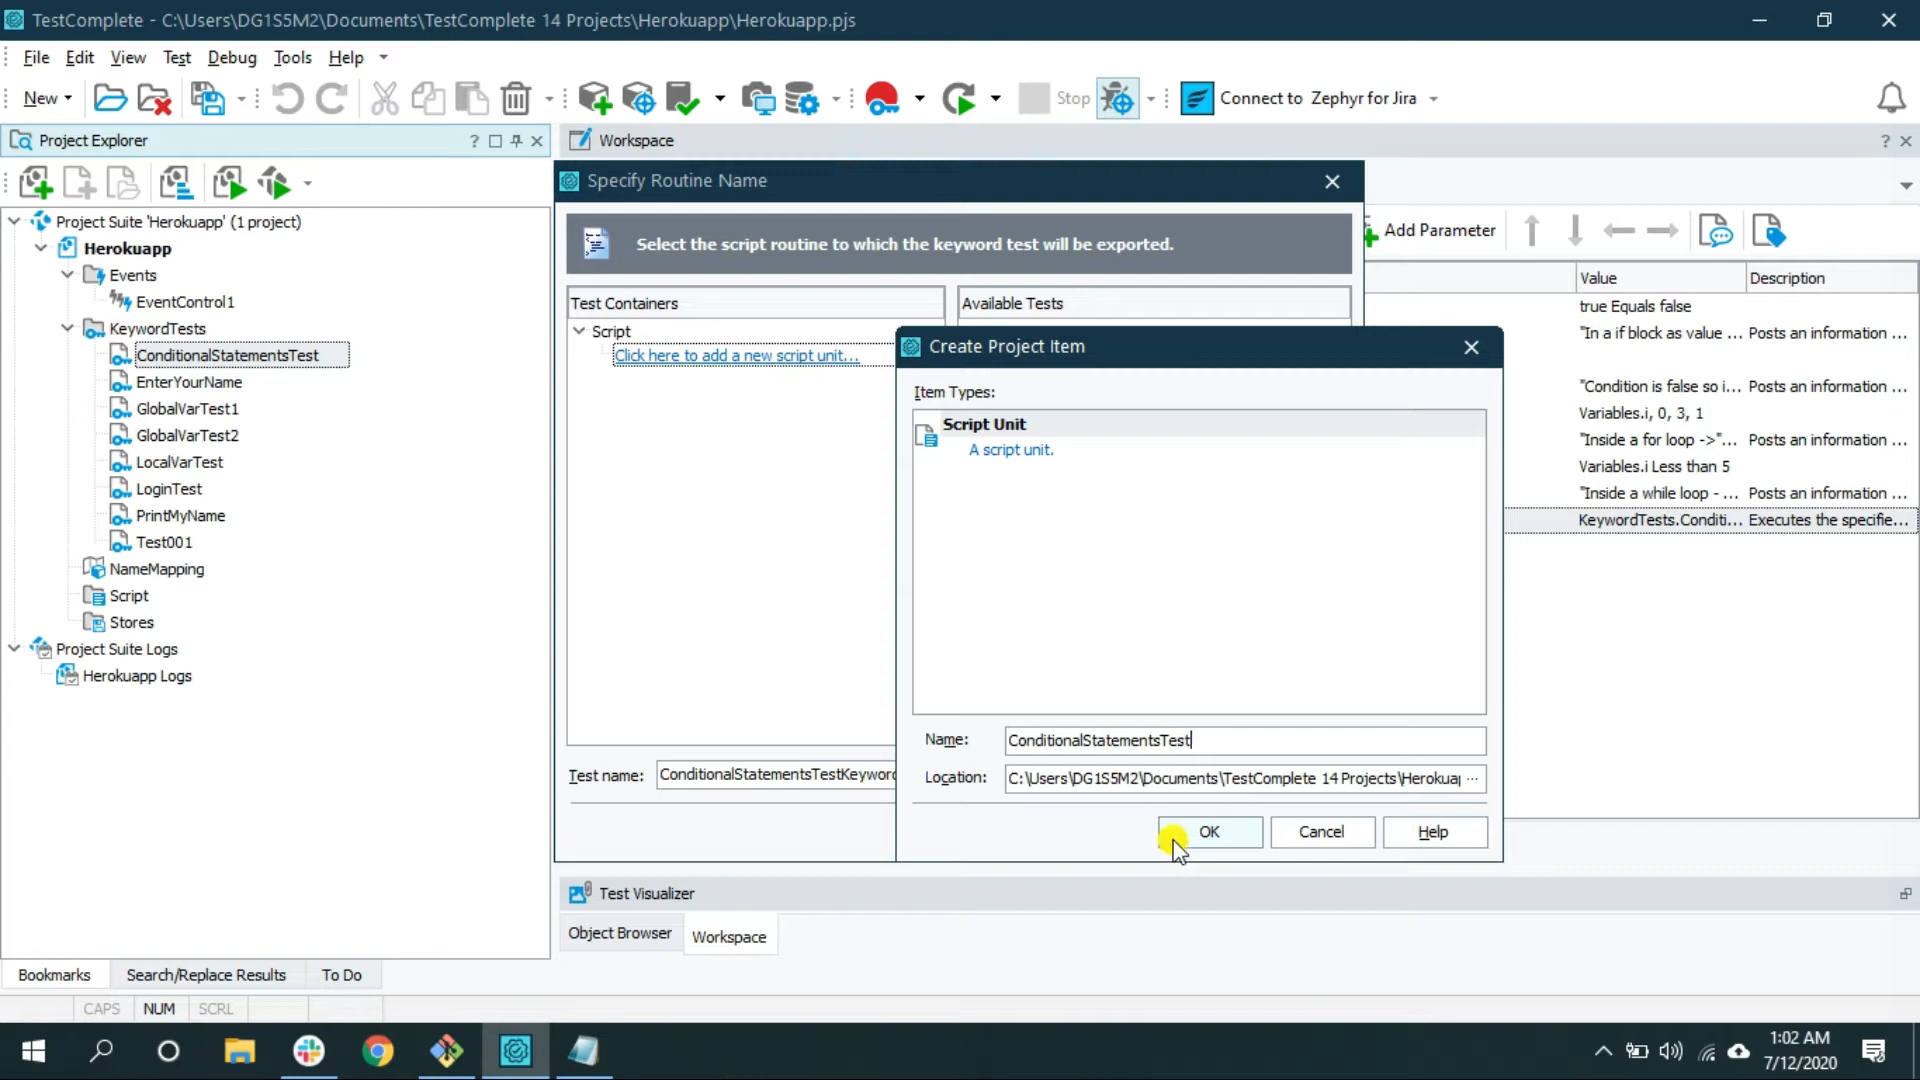 TestComplete - C:\Users\DG1S5M2\Documents\TestComplete 14 Projects\Herokuapp\Herokuapp.pjs
File Edit View Test Debug Tools Help
New Stop Connect to Zephyr for Jira
Project Explorer
Workspace
Project Suite 'Herokuapp' (1 project)
Herokuapp
Events
EventControl1
KeywordTests
ConditionalStatementsTest
EnterYourName
GlobalVarTest1
GlobalVarTest2
LocalVarTest
LoginTest
PrintMyName
Test001
NameMapping
Script
Stores
Project Suite Logs
Herokuapp Logs
Specify Routine Name
Select the script routine to which the keyword test will be exported.
Test Containers
Available Tests
Script
Click here to add a new script unit...
Test name: ConditionalStatementsTestKeyword
Create Project Item
Item Types:
Script Unit
A script unit.
Name: ConditionalStatementsTest
Location: C:\Users\DG1S5M2\Documents\TestComplete 14 Projects\Herokuap ...
OK Cancel Help
Add Parameter
Value Description
true Equals false
"In a if block as value ... Posts an information ...
"Condition is false so i... Posts an information ...
Variables.i, 0, 3, 1
"Inside a for loop ->"... Posts an information ...
Variables.i Less than 5
"Inside a while loop - ... Posts an information ...
KeywordTests.Conditi... Executes the specifie...
Test Visualizer
Object Browser Workspace
Bookmarks Search/Replace Results To Do
CAPS NUM SCRL
1:02 AM
7/12/2020